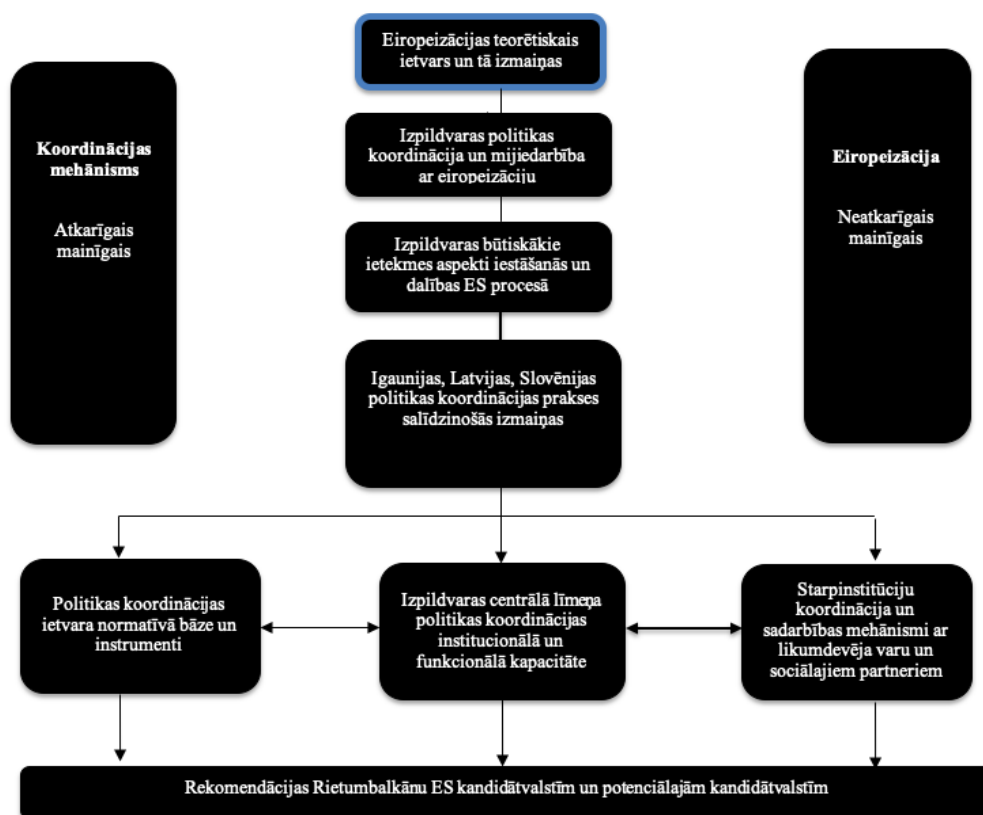 Eiropeizācijas teorētiskais
ietvars un tā izmaiņas
Koordinācijas
mehānisms
Atkarīgais
mainīgais
Izpildvaras politikas
koordinācija un mijiedarbība
ar eiropeizāciju
Eiropeizācija
Neatkarīgais
mainīgais
Izpildvaras būtiskākie
ietekmes aspekti iestāšanās un
dalības ES procesā
Igaunijas, Latvijas, Slovēnijas
politikas koordinācijas prakses
salīdzinošās izmaiņas
Politikas koordinācijas
ietvara normatīvā bāze un
instrumenti
Izpildvaras centrālā līmeņa
politikas koordinācijas
institucionālā un
funkcionālā kapacitāte
Starpinstitūciju
koordinācija un
sadarbības mehānismi ar
likumdevēja varu un
sociālajiem partneriem
Rekomendācijas Rietumbalkānu ES kandidātvalstīm un potenciālajām kandidātvalstīm